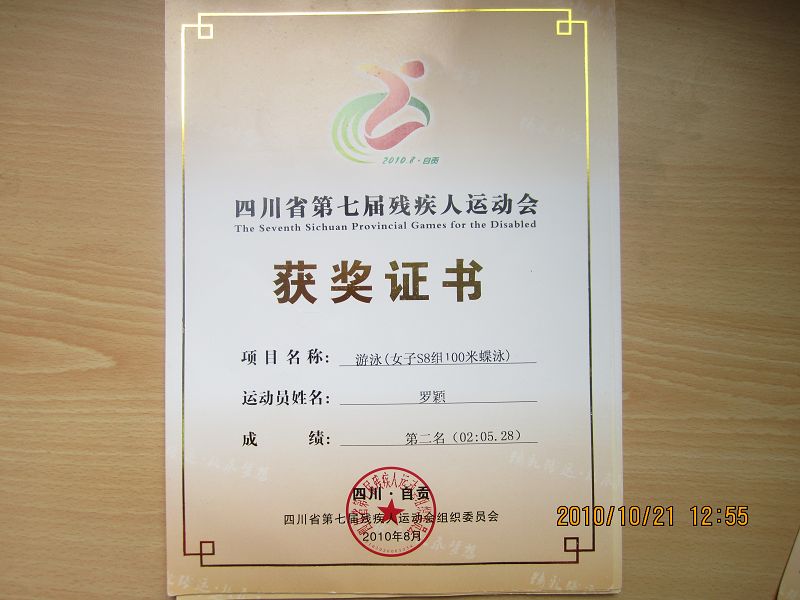 2010.8·自贡
四川省第七届残疾人运动会
The Seventh Sichuan Provincial Games for the Disabled
获奖证书
项目名称： 游泳(女子S8组100米蝶泳)
运动员姓名： 罗颖
成 绩： 第二名（02:05.28）
四川·自贡
四川省第七届残疾人运动会组织委员会
2010年8月
2010/10/21 12:55